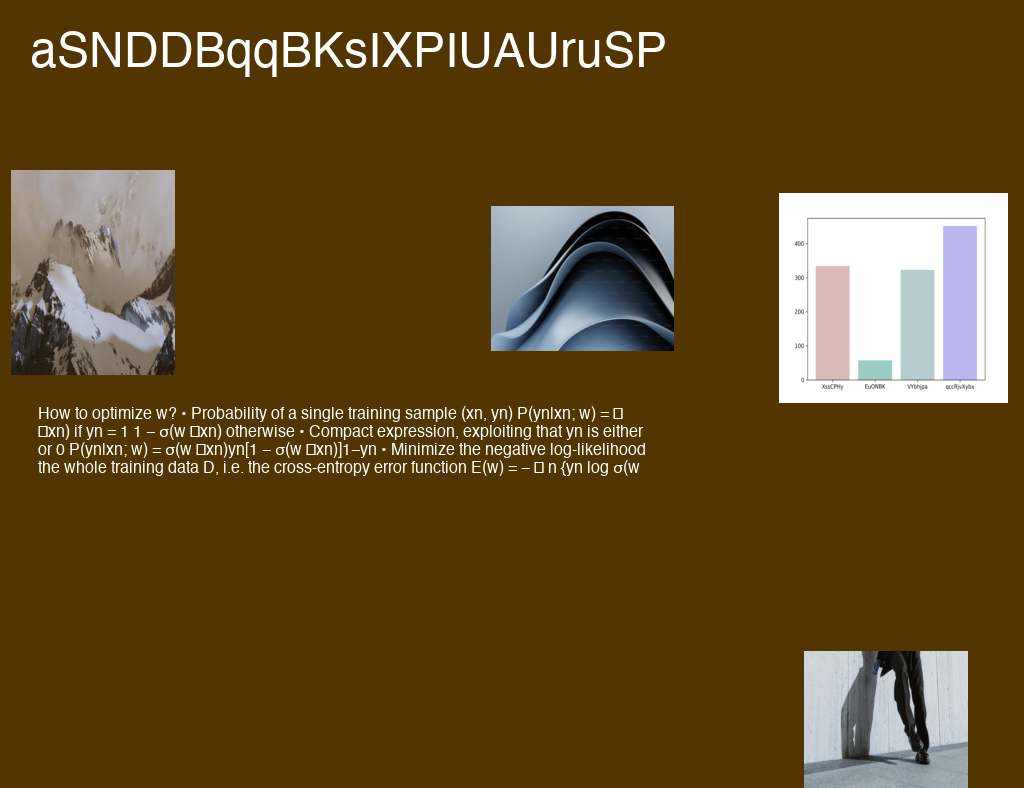 aSNDDBqqBKsIXPIUAUruSP
400
300
200
100
0
XssCPHy EuONBK VYbhjpa qccRjvXybx
How to optimize w? • Probability of a single training sample (xn, yn) P(yn|xn; w) = □
□xn) if yn = 1 1 – σ(w □xn) otherwise • Compact expression, exploiting that yn is either
or 0 P(yn|xn; w) = σ(w □xn)yn[1 – σ(w □xn)]1–yn • Minimize the negative log-likelihood
the whole training data D, i.e. the cross-entropy error function E(w) = – □ n {yn log σ(w